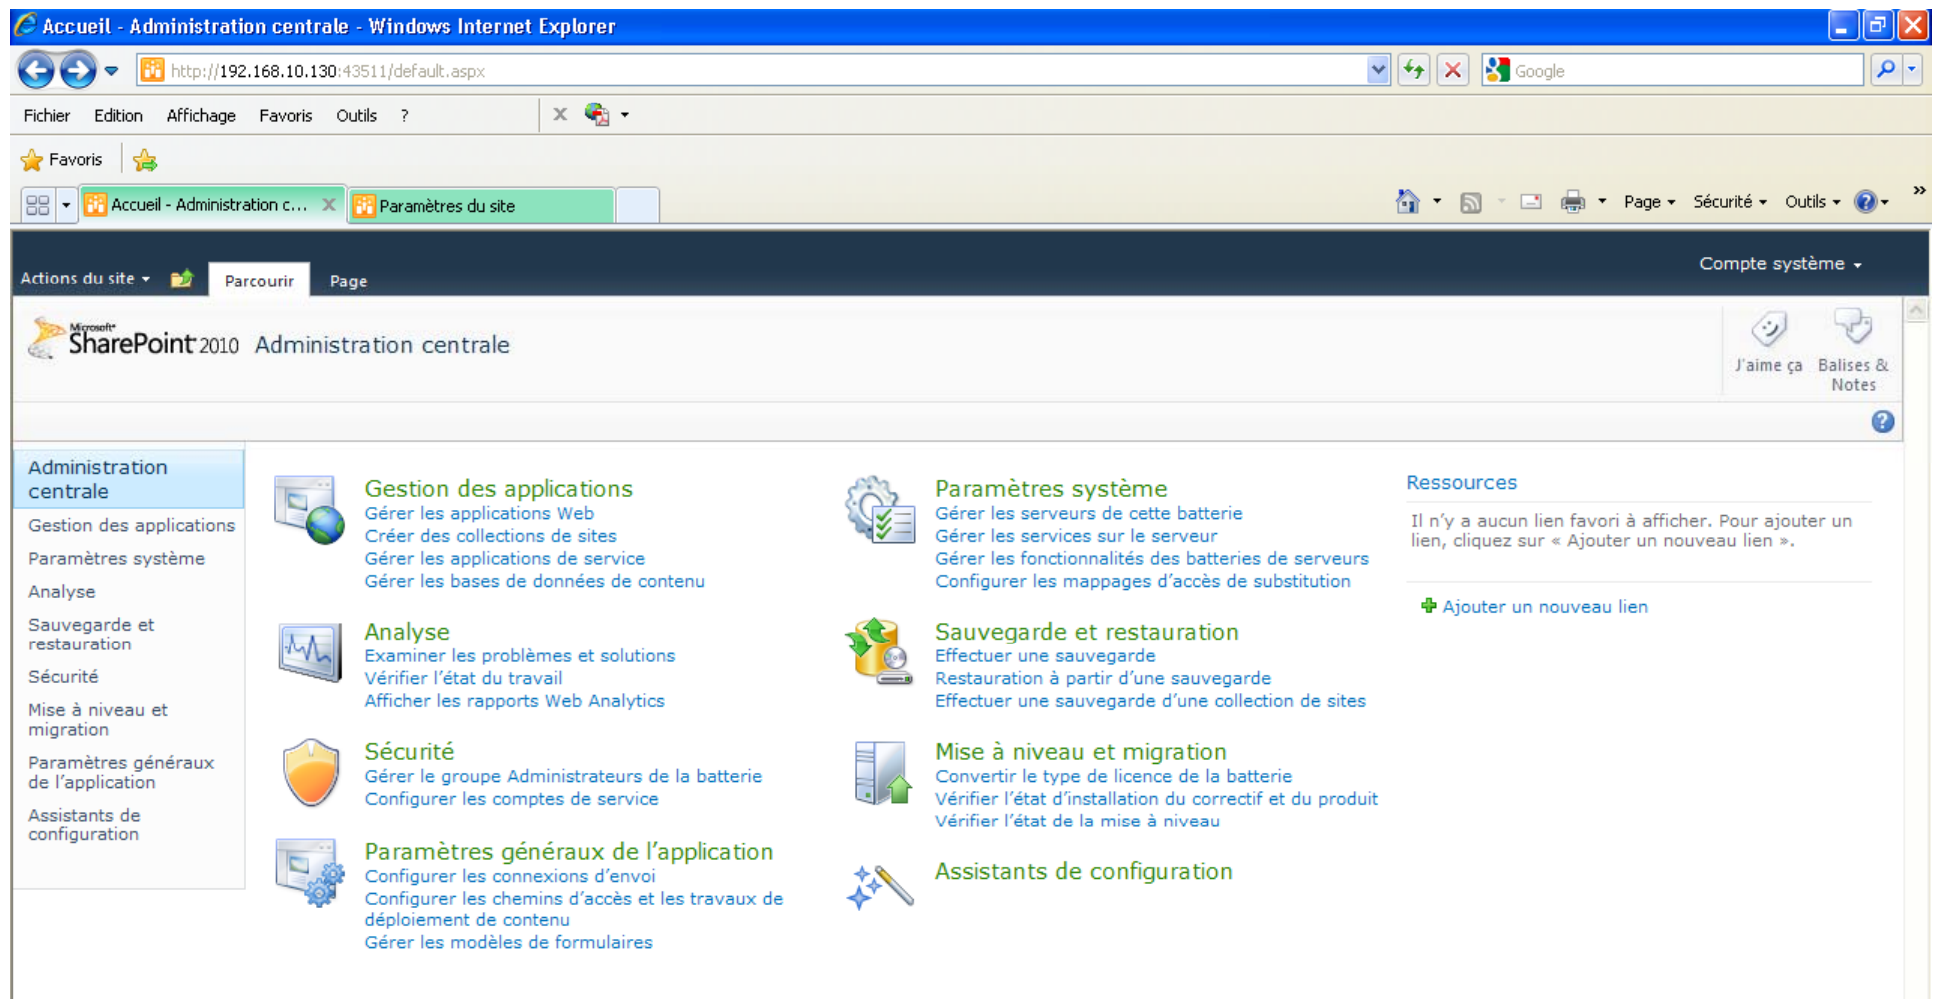 Accueil - Administration centrale - Windows Internet Explorer
http://192.168.10.130:43511/default.aspx
Google
Fichier Edition Affichage Favoris Outils ?
Favoris
Accueil - Administration c... Paramètres du site
Page Sécurité Outils
Compte système
Actions du site Parcourir Page
Microsoft SharePoint 2010 Administration centrale
J'aime ça
Balises &
Notes
Administration
centrale
Gestion des applications
Paramètres système
Analyse
Sauvegarde et
restauration
Sécurité
Mise à niveau et
migration
Paramètres généraux
de l'application
Assistants de
configuration
Gestion des applications
Gérer les applications Web
Créer des collections de sites
Gérer les applications de service
Gérer les bases de données de contenu
Analyse
Examiner les problèmes et solutions
Vérifier l'état du travail
Afficher les rapports Web Analytics
Sécurité
Gérer le groupe Administrateurs de la batterie
Configurer les comptes de service
Paramètres généraux de l'application
Configurer les connexions d'envoi
Configurer les chemins d'accès et les travaux de
déploiement de contenu
Gérer les modèles de formulaires
Paramètres système
Gérer les serveurs de cette batterie
Gérer les services sur le serveur
Gérer les fonctionnalités des batteries de serveurs
Configurer les mappages d'accès de substitution
Sauvegarde et restauration
Effectuer une sauvegarde
Restauration à partir d'une sauvegarde
Effectuer une sauvegarde d'une collection de sites
Mise à niveau et migration
Convertir le type de licence de la batterie
Vérifier l'état d'installation du correctif et du produit
Vérifier l'état de la mise à niveau
Assistants de configuration
Ressources
Il n'y a aucun lien favori à afficher. Pour ajouter un
lien, cliquez sur « Ajouter un nouveau lien ».
Ajouter un nouveau lien